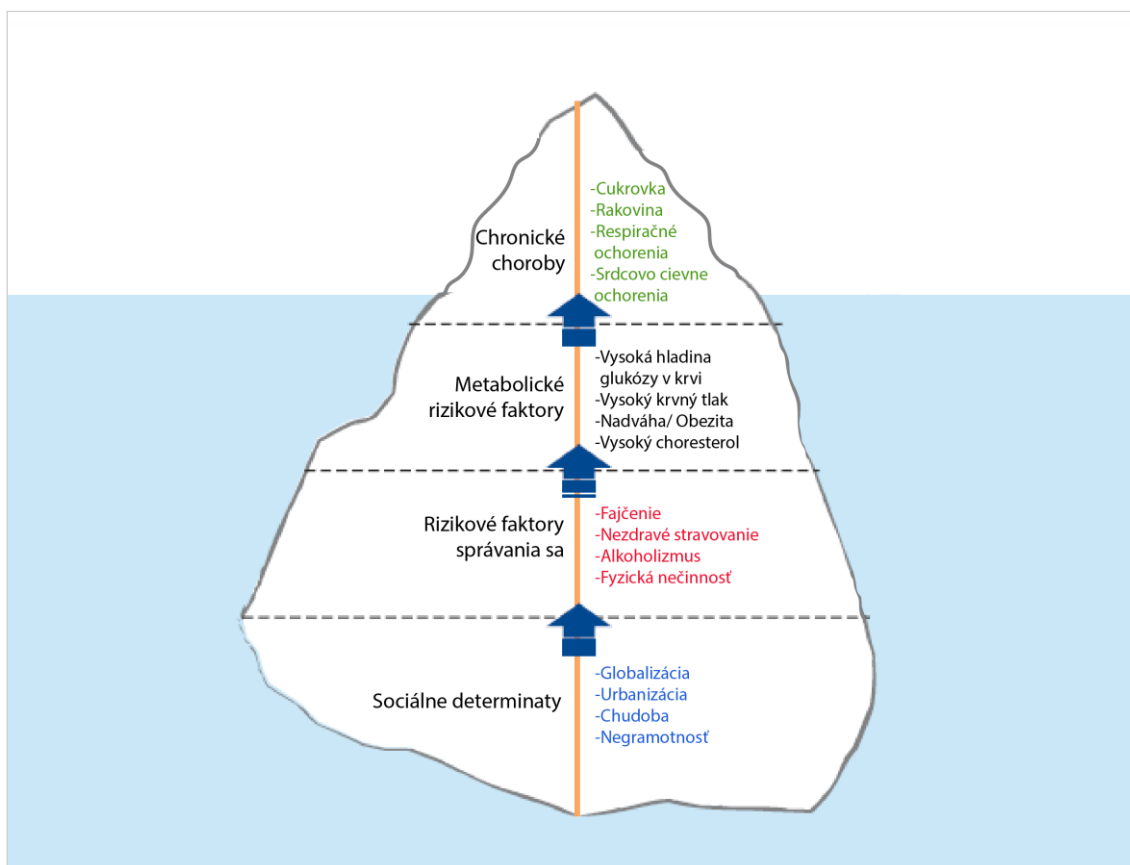 Chronické
choroby
-Cukrovka
-Rakovina
-Respiračné
ochorenia
-Srdcovo cievne
ochorenia
Metabolické
rizikové faktory
-Vysoká hladina
glukózy v krvi
-Vysoký krvný tlak
-Nadváha/ Obezita
-Vysoký choresterol
Rizikové faktory
správania sa
-Fajčenie
-Nezdravé stravovanie
-Alkoholizmus
-Fyzická nečinnosť
Sociálne determinaty
-Globalizácia
-Urbanizácia
-Chudoba
-Negramotnosť